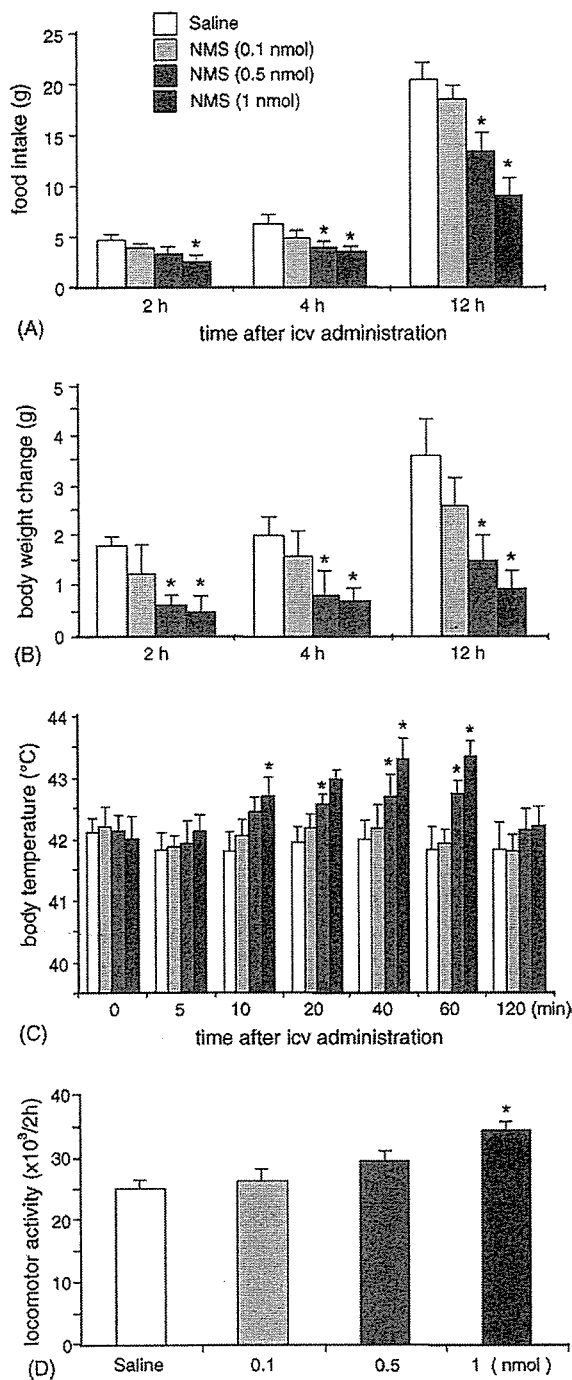 Saline
NMS (0.1 nmol)
NMS (0.5 nmol)
NMS (1 nmol)
food intake (g)
25
20
15
10
5
0
* * * * *
2 h 4 h 12 h
(A) time after icv administration
body weight change (g)
5
4
3
2
1
0
* * * * * *
2 h 4 h 12 h
(B)
body temperature (°C)
44
43
42
41
40
* * * * * *
0 5 10 20 40 60 120 (min)
(C) time after icv administration
locomotor activity (x10³/2h)
40
35
30
25
10
0
*
Saline 0.1 0.5 1 ( nmol)
(D)